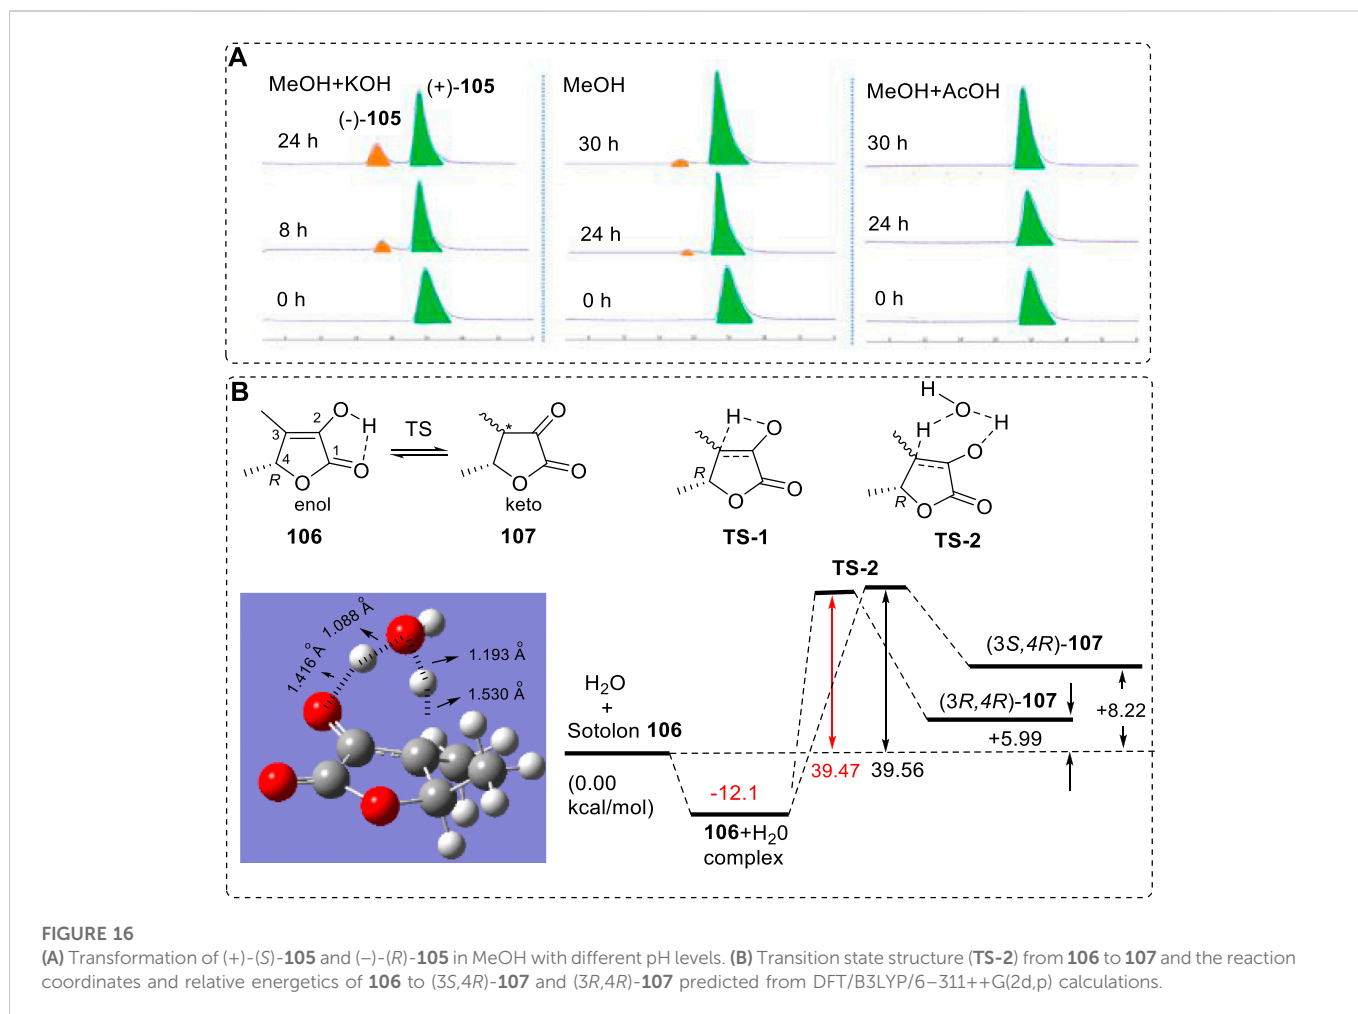 A
MeOH+KOH
(+)-105
(-)-105
24 h
8 h
0 h
MeOH
30 h
24 h
0 h
MeOH+AcOH
30 h
24 h
0 h
B
2
O
H
3
1
4
O
R
O
enol
106
TS
O
*
O
O
keto
107
H
O
R
O
O
TS-1
H
O
H
H
O
R
O
O
TS-2
1.416 Å
1.088 Å
1.193 Å
1.530 Å
TS-2
H₂O
+
Sotolon 106
(0.00
kcal/mol)
-12.1
106+H₂0
complex
39.47
39.56
(3S,4R)-107
(3R,4R)-107
+8.22
+5.99
FIGURE 16
(A) Transformation of (+)-(S)-105 and (–)-(R)-105 in MeOH with different pH levels. (B) Transition state structure (TS-2) from 106 to 107 and the reaction
coordinates and relative energetics of 106 to (3S,4R)-107 and (3R,4R)-107 predicted from DFT/B3LYP/6–311++G(2d,p) calculations.